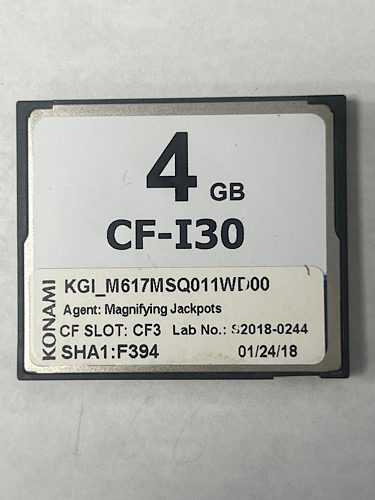 4 GB
CF-I30
KONAMI
KGI_M617MSQ011WD00
Agent: Magnifying Jackpots
CF SLOT: CF3 Lab No.: S2018-0244
SHA1:F394 01/24/18